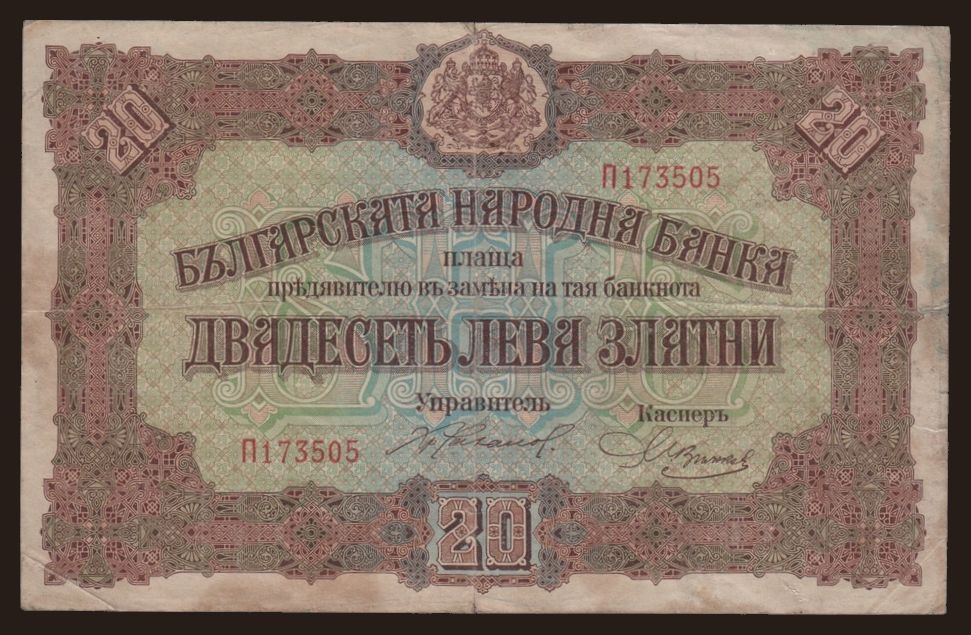 20
20
П173505
БЪЛГАРСКАТА НАРОДНА БАНКА
плаща
прѣдявителю въ замѣна на тая банкнота
ДВАДЕСЕТЬ ЛЕВА ЗЛАТНИ
Управитель
Касиеръ
П173505
20